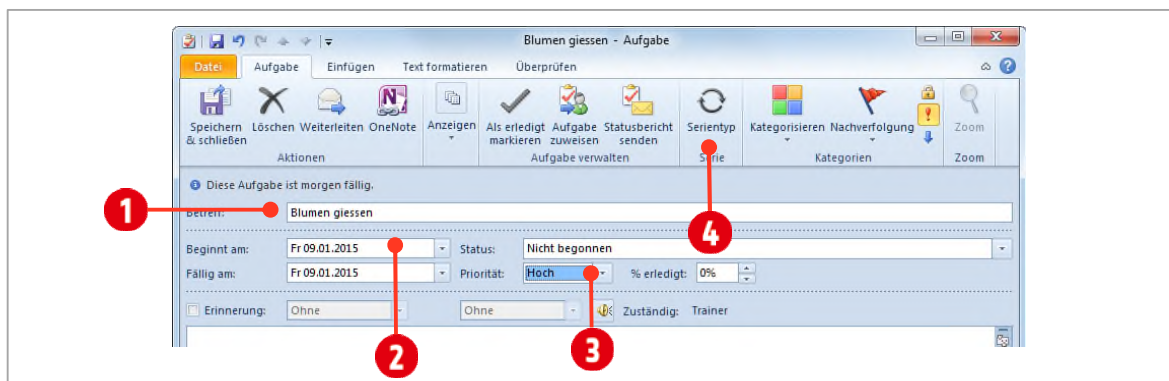 Blumen giessen - Aufgabe
Datei Aufgabe Einfügen Text formatieren Überprüfen
Speichern Löschen Weiterleiten OneNote Anzeigen Als erledigt Aufgabe Statusbericht Serientyp Kategorisieren Nachverfolgung Zoom
& schließen markieren zuweisen senden
Aktionen Aufgabe verwalten Serie Kategorien Zoom
Diese Aufgabe ist morgen fällig.
1
Betreff: Blumen giessen
4
Beginnt am: Fr 09.01.2015 Status: Nicht begonnen
Fällig am: Fr 09.01.2015 Priorität: Hoch % erledigt: 0%
Erinnerung: Ohne Ohne Zuständig: Trainer
2 3